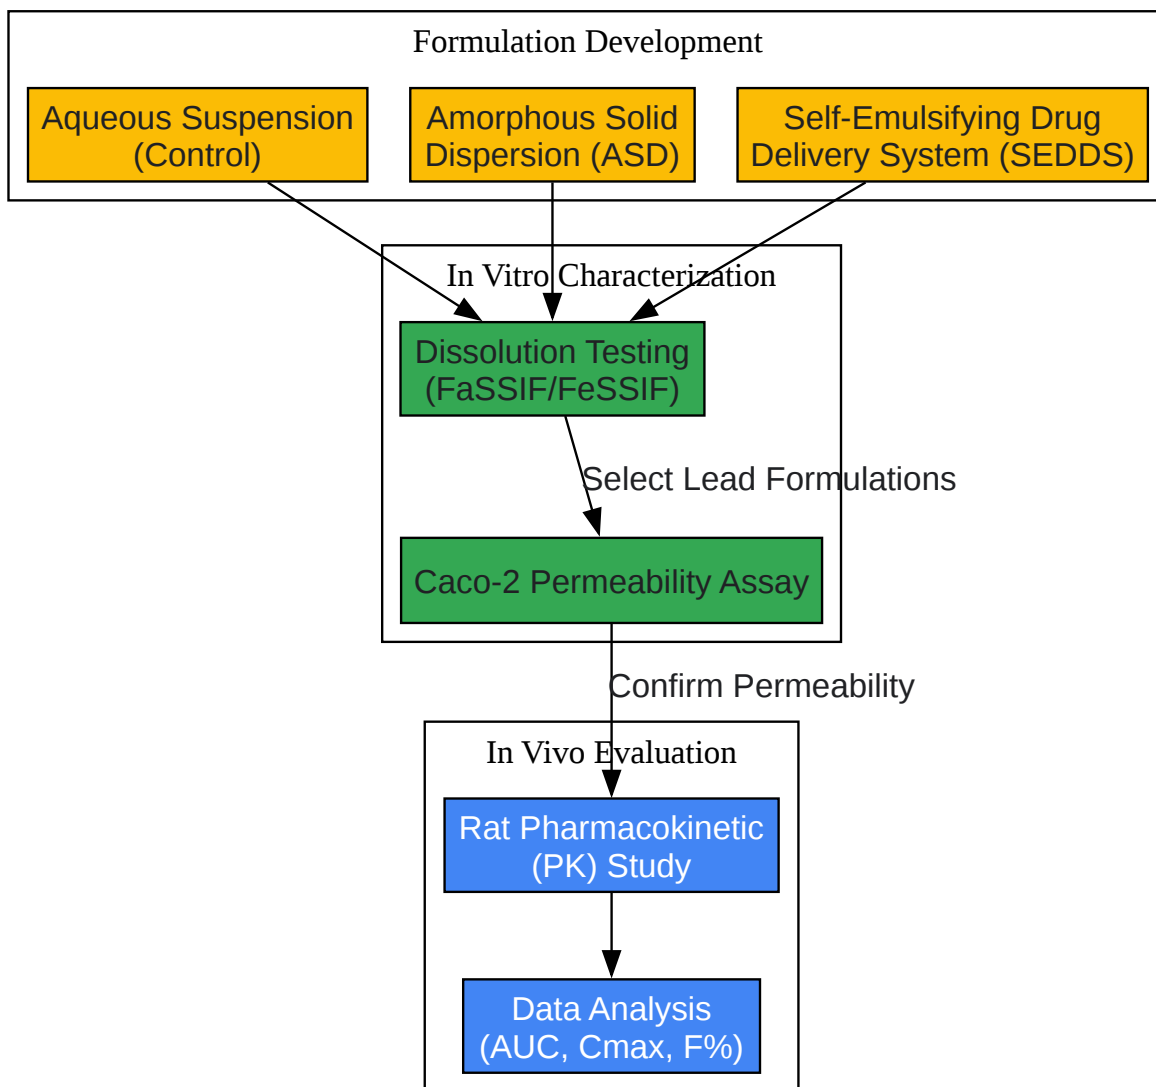 Formulation Development
Aqueous Suspension
(Control)
Amorphous Solid
Dispersion (ASD)
Self-Emulsifying Drug
Delivery System (SEDDS)
In Vitro Characterization
Dissolution Testing
(FaSSIF/FeSSIF)
Select Lead Formulations
Caco-2 Permeability Assay
Confirm Permeability
In Vivo Evaluation
Rat Pharmacokinetic
(PK) Study
Data Analysis
(AUC, Cmax, F%)